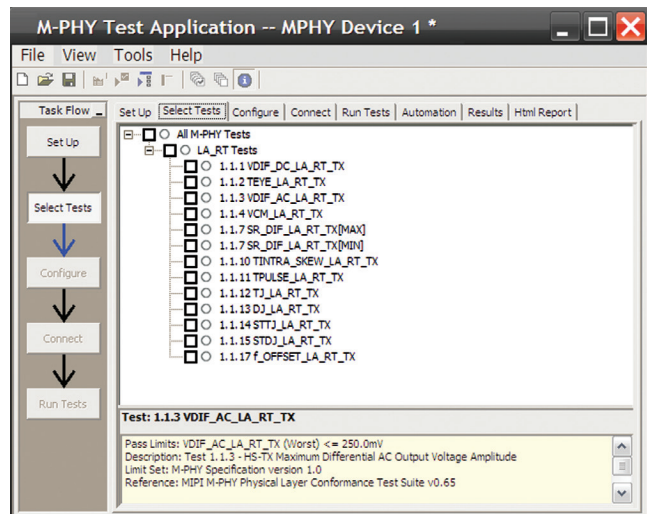 M-PHY Test Application -- MPHY Device 1 *
File View Tools Help
Task Flow
Set Up
Select Tests
Configure
Connect
Run Tests
Set Up Select Tests Configure Connect Run Tests Automation Results Html Report
All M-PHY Tests
LA_RT Tests
1.1.1 VDIF_DC_LA_RT_TX
1.1.2 TEYE_LA_RT_TX
1.1.3 VDIF_AC_LA_RT_TX
1.1.4 VCM_LA_RT_TX
1.1.7 SR_DIF_LA_RT_TX[MAX]
1.1.7 SR_DIF_LA_RT_TX[MIN]
1.1.10 TINTRA_SKEW_LA_RT_TX
1.1.11 TPULSE_LA_RT_TX
1.1.12 TJ_LA_RT_TX
1.1.13 DJ_LA_RT_TX
1.1.14 STTJ_LA_RT_TX
1.1.15 STDJ_LA_RT_TX
1.1.17 f_OFFSET_LA_RT_TX
Test: 1.1.3 VDIF_AC_LA_RT_TX
Pass Limits: VDIF_AC_LA_RT_TX (Worst) <= 250.0mV
Description: Test 1.1.3 - HS-TX Maximum Differential AC Output Voltage Amplitude
Limit Set: M-PHY Specification version 1.0
Reference: MIPI M-PHY Physical Layer Conformance Test Suite v0.65